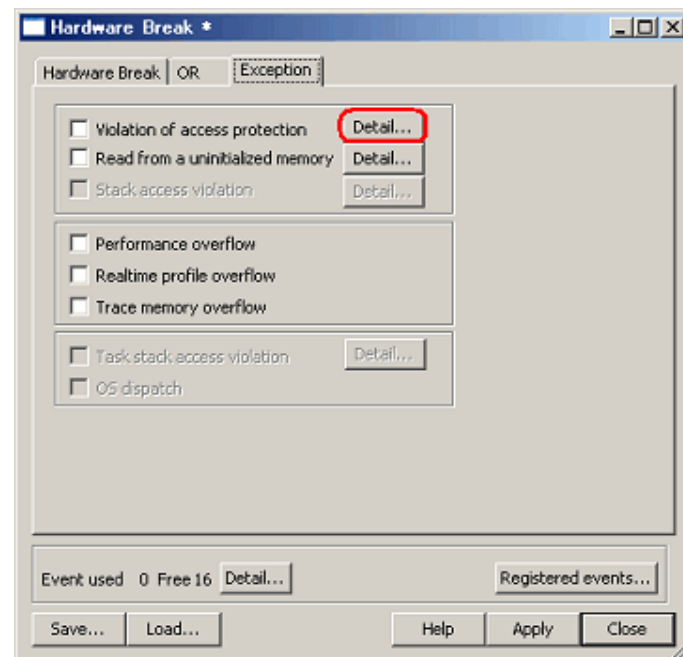 Hardware Break *
Hardware Break OR Exception
Violation of access protection Detail...
Read from a uninitialized memory Detail...
Stack access violation Detail...
Performance overflow
Realtime profile overflow
Trace memory overflow
Task stack access violation Detail...
OS dispatch
Event used 0 Free 16 Detail... Registered events...
Save... Load... Help Apply Close